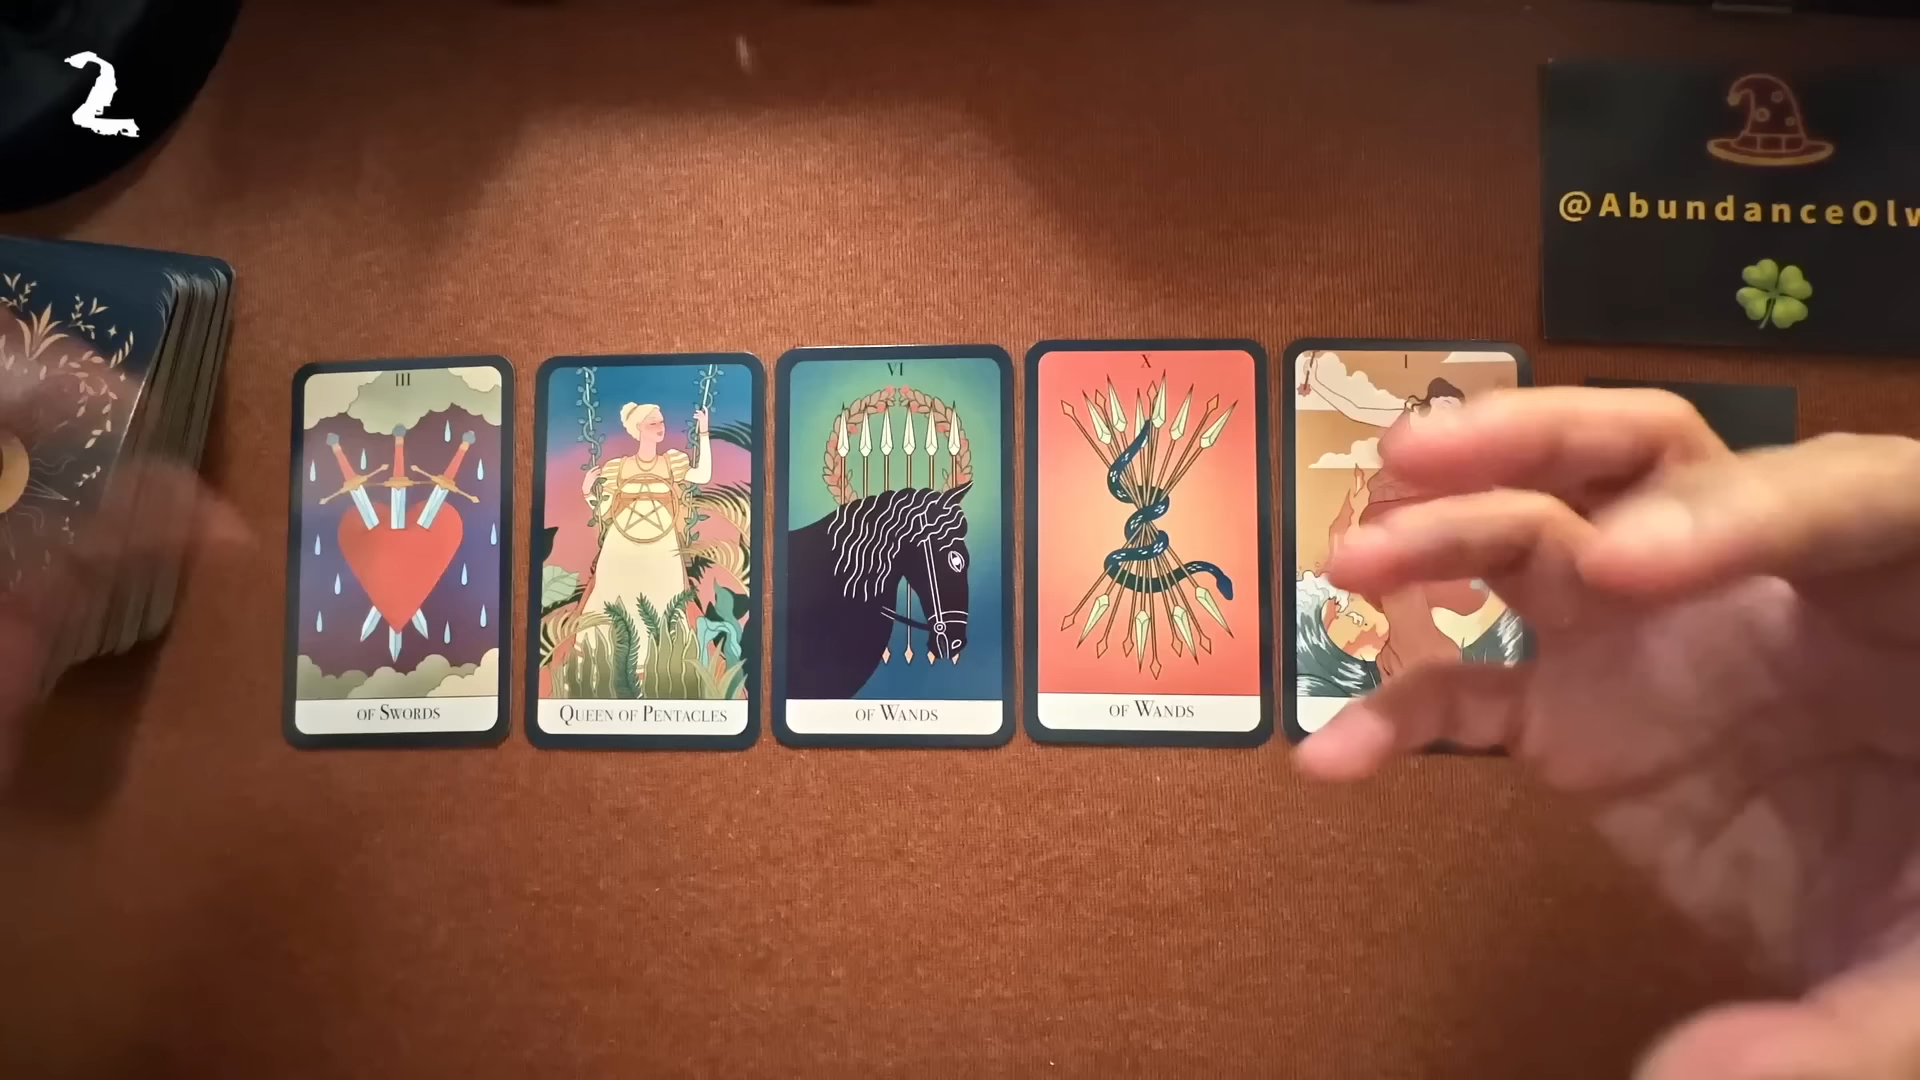 2
@AbundanceOlw
III
OF SWORDS
QUEEN OF PENTACLES
VI
OF WANDS
X
OF WANDS
I